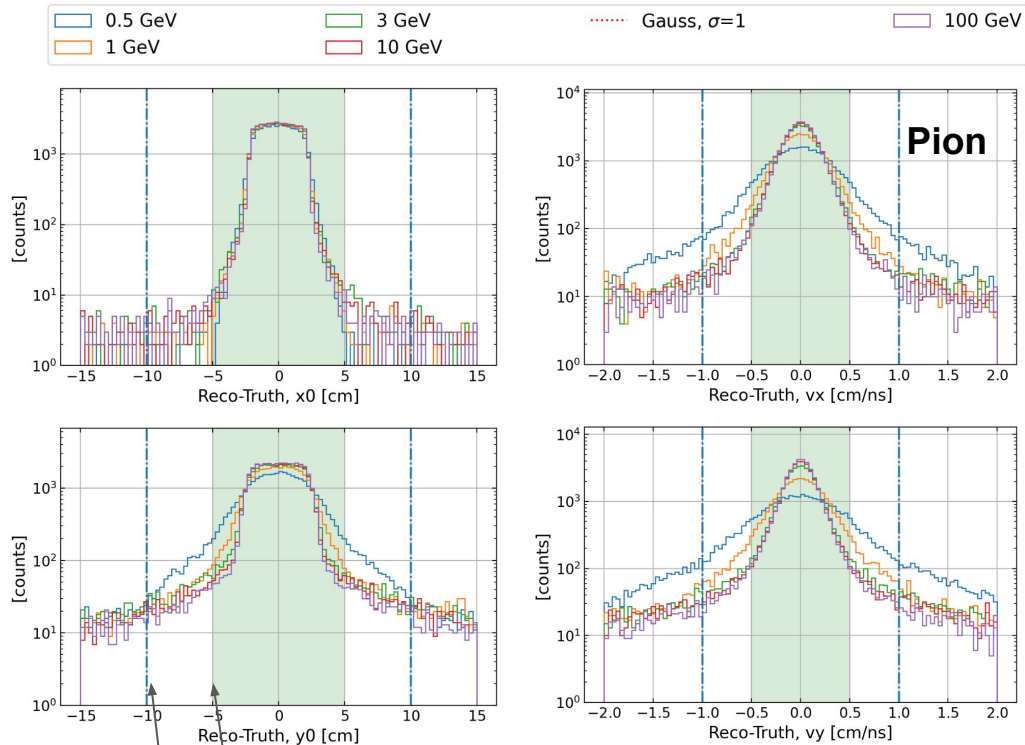 0.5 GeV
1 GeV
3 GeV
10 GeV
Gauss, σ=1
100 GeV
10³
10²
10¹
10⁰
[counts]
−15 −10 −5 0 5 10 15
Reco-Truth, x0 [cm]
Pion
10⁴
10³
10²
10¹
10⁰
[counts]
−2.0 −1.5 −1.0 −0.5 0.0 0.5 1.0 1.5 2.0
Reco-Truth, vx [cm/ns]
10³
10²
10¹
10⁰
[counts]
−15 −10 −5 0 5 10 15
Reco-Truth, y0 [cm]
10⁴
10³
10²
10¹
10⁰
[counts]
−2.0 −1.5 −1.0 −0.5 0.0 0.5 1.0 1.5 2.0
Reco-Truth, vy [cm/ns]